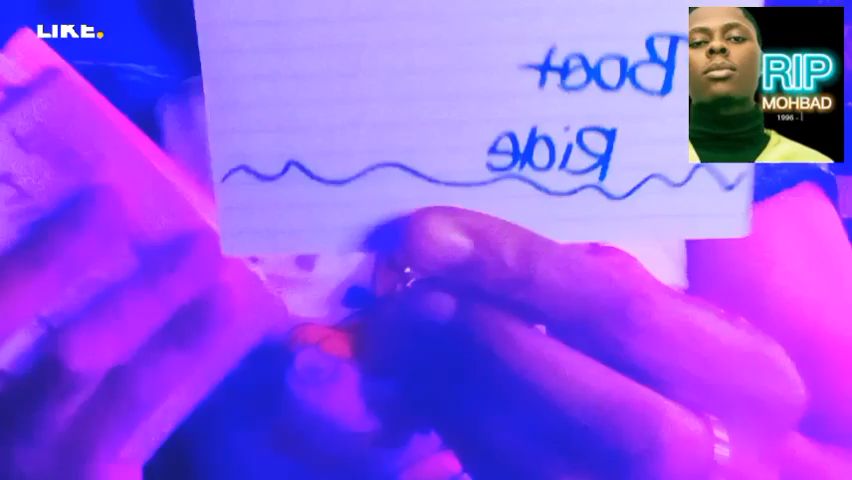 LIKE.
Boat
Ride
RIP
MOHBAD
1996 -